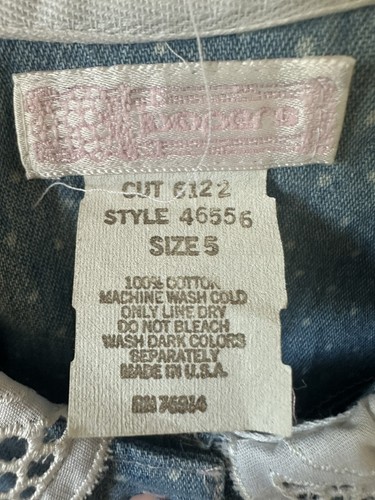 CUT 6122
STYLE 46556
SIZE 5
100% COTTON
MACHINE WASH COLD
ONLY LINE DRY
DO NOT BLEACH
WASH DARK COLORS
SEPARATELY
MADE IN U.S.A.
RN 76914